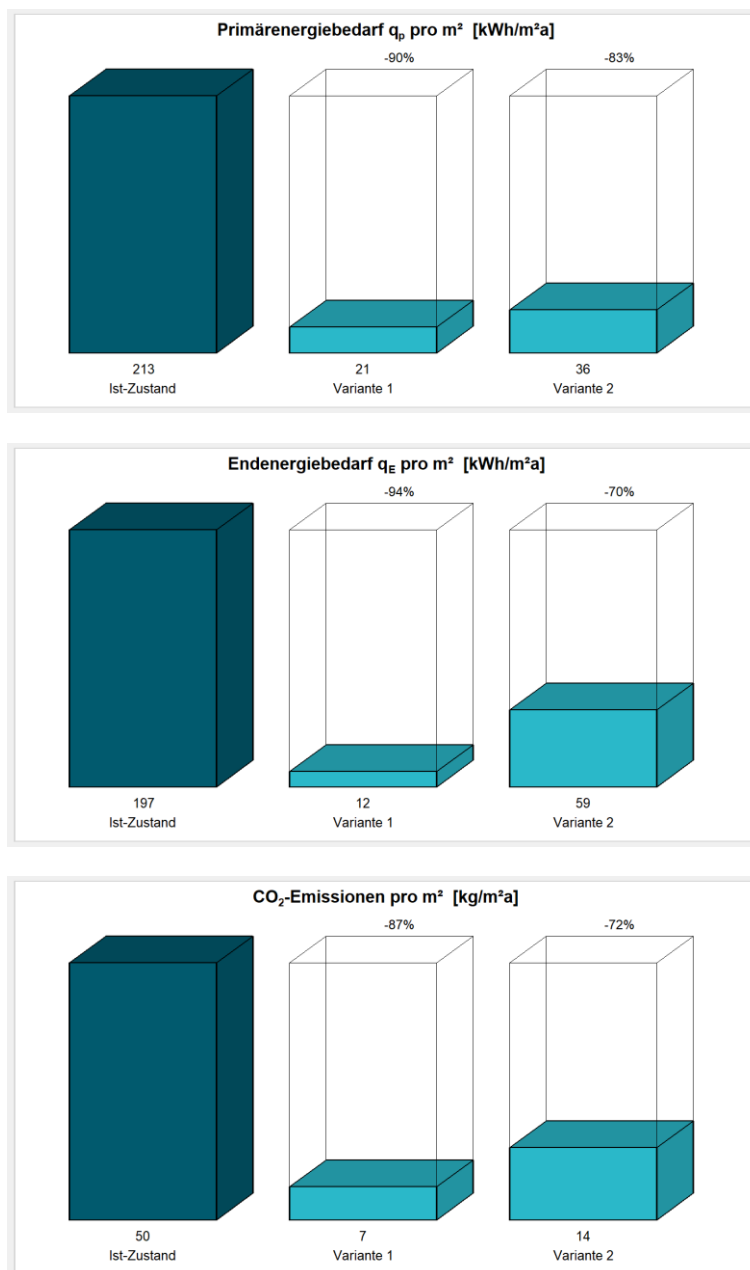 Primärenergiebedarf qₚ pro m² [kWh/m²a]
-90% -83%
213 21 36
Ist-Zustand Variante 1 Variante 2
Endenergiebedarf q_E pro m² [kWh/m²a]
-94% -70%
197 12 59
Ist-Zustand Variante 1 Variante 2
CO₂-Emissionen pro m² [kg/m²a]
-87% -72%
50 7 14
Ist-Zustand Variante 1 Variante 2